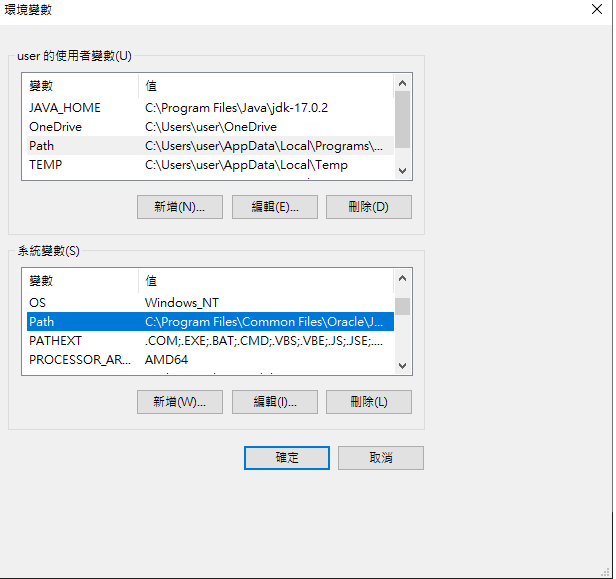 環境變數
user 的使用者變數(U)
變數 值
JAVA_HOME C:\Program Files\Java\jdk-17.0.2
OneDrive C:\Users\user\OneDrive
Path C:\Users\user\AppData\Local\Programs\...
TEMP C:\Users\user\AppData\Local\Temp
新增(N)... 編輯(E)... 刪除(D)
系統變數(S)
變數 值
OS Windows_NT
Path C:\Program Files\Common Files\Oracle\J...
PATHEXT .COM;.EXE;.BAT;.CMD;.VBS;.VBE;.JS;.JSE;....
PROCESSOR_AR... AMD64
新增(W)... 編輯(I)... 刪除(L)
確定 取消